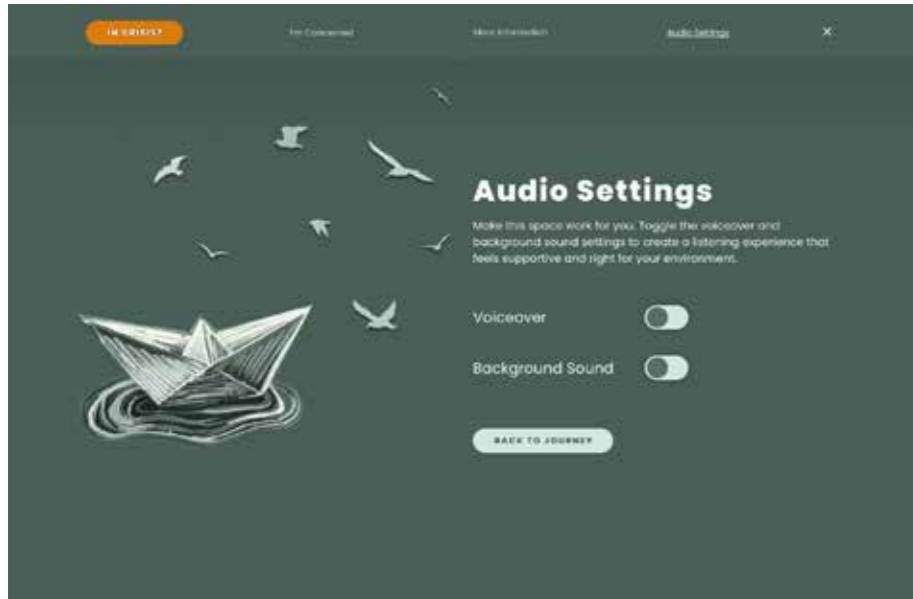 IN CRISIS?
I'm Concerned
More Information
Audio Settings
Audio Settings
Make this space work for you. Toggle the voiceover and
background sound settings to create a listening experience that
feels supportive and right for your environment.
Voiceover
Background Sound
BACK TO JOURNEY